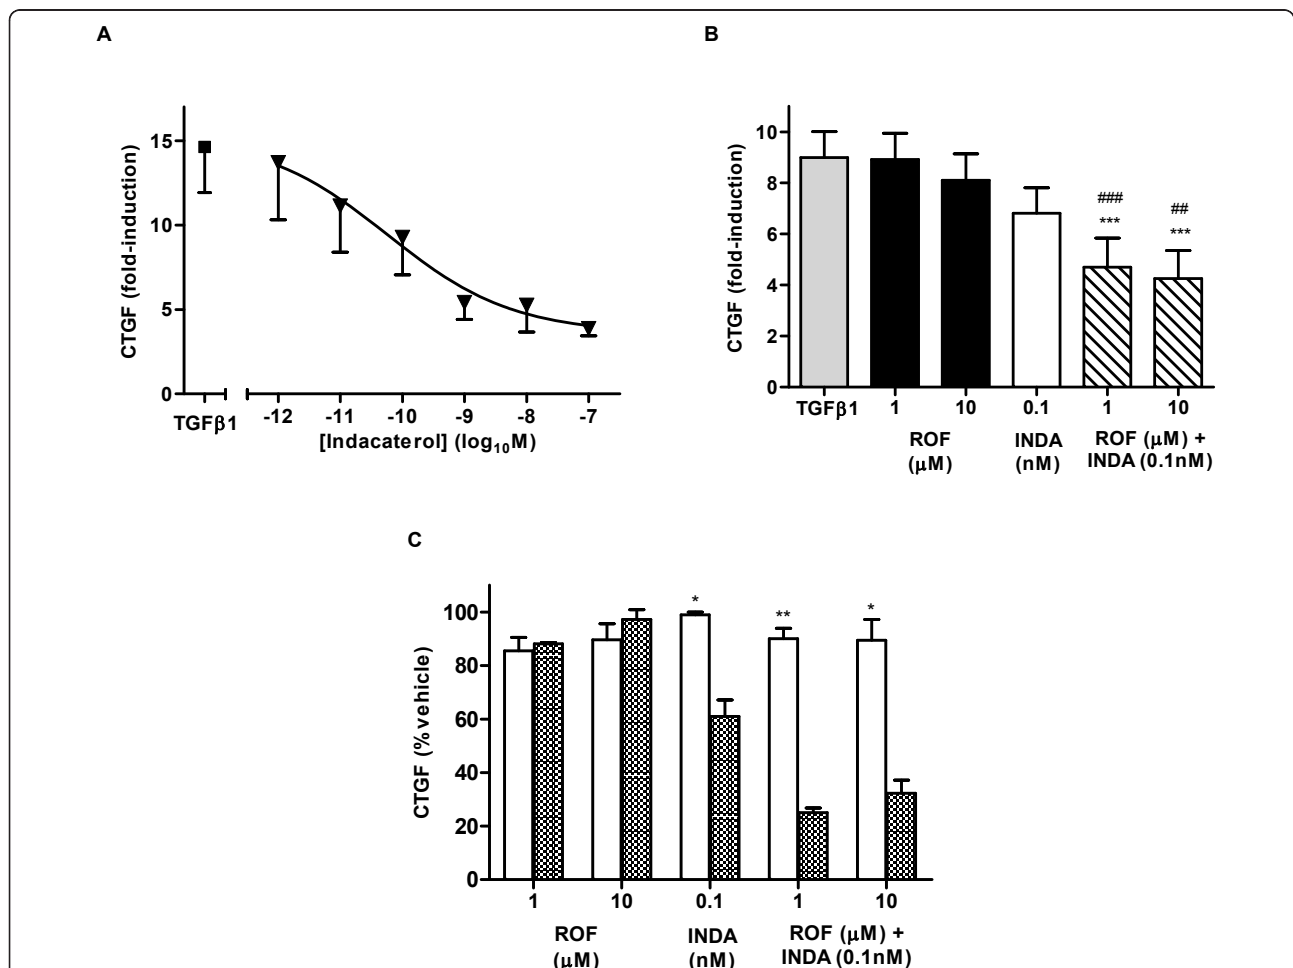 A
CTGF (fold-induction)
15
10
5
0
TGFβ1
-12 -11 -10 -9 -8 -7
[Indacaterol] (log10M)
B
CTGF (fold-induction)
10
8
6
4
2
0
### ##
*** ***
TGFβ1 1 10 0.1 1 10
ROF INDA ROF (μM) +
(μM) (nM) INDA (0.1nM)
C
CTGF (% vehicle)
100
80
60
40
20
0
* ** *
1 10 0.1 1 10
ROF INDA ROF (μM) +
(μM) (nM) INDA (0.1nM)